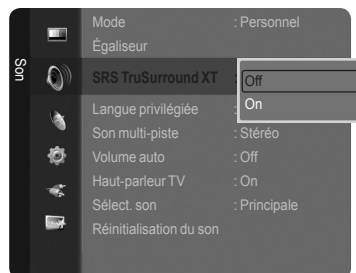 Son
Mode : Personnel
Égaliseur
SRS TruSurround XT :
Off
On
Langue privilégiée :
Son multi-piste : Stéréo
Volume auto : Off
Haut-parleur TV : On
Sélect. son : Principale
Réinitialisation du son